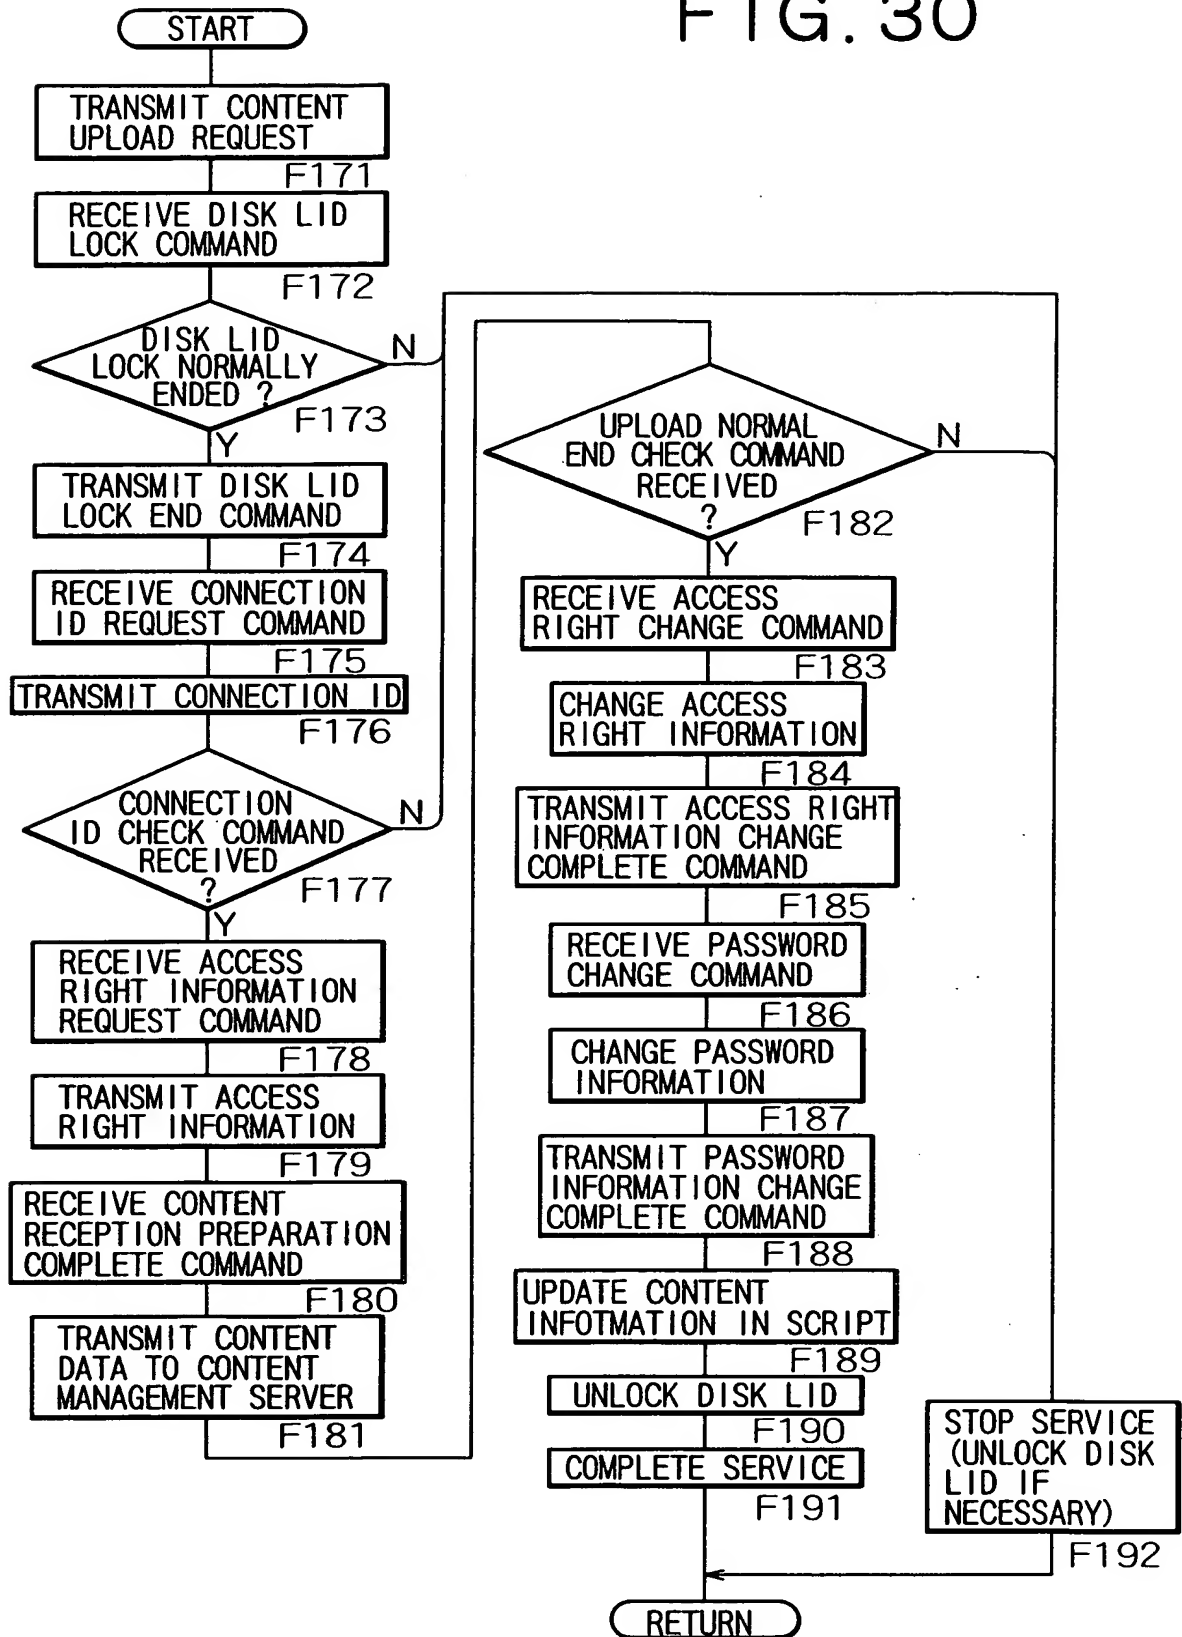 FIG. 30
START
TRANSMIT CONTENT
UPLOAD REQUEST
F171
RECEIVE DISK LID
LOCK COMMAND
F172
DISK LID
LOCK NORMALLY
ENDED ?
N
F173
Y
TRANSMIT DISK LID
LOCK END COMMAND
F174
RECEIVE CONNECTION
ID REQUEST COMMAND
F175
TRANSMIT CONNECTION ID
F176
CONNECTION
ID CHECK COMMAND
RECEIVED
?
N
F177
Y
RECEIVE ACCESS
RIGHT INFORMATION
REQUEST COMMAND
F178
TRANSMIT ACCESS
RIGHT INFORMATION
F179
RECEIVE CONTENT
RECEPTION PREPARATION
COMPLETE COMMAND
F180
TRANSMIT CONTENT
DATA TO CONTENT
MANAGEMENT SERVER
F181
UPLOAD NORMAL
END CHECK COMMAND
RECEIVED
?
N
F182
Y
RECEIVE ACCESS
RIGHT CHANGE COMMAND
F183
CHANGE ACCESS
RIGHT INFORMATION
F184
TRANSMIT ACCESS RIGHT
INFORMATION CHANGE
COMPLETE COMMAND
F185
RECEIVE PASSWORD
CHANGE COMMAND
F186
CHANGE PASSWORD
INFORMATION
F187
TRANSMIT PASSWORD
INFORMATION CHANGE
COMPLETE COMMAND
F188
UPDATE CONTENT
INFOTMATION IN SCRIPT
F189
UNLOCK DISK LID
F190
COMPLETE SERVICE
F191
STOP SERVICE
(UNLOCK DISK
LID IF
NECESSARY)
F192
RETURN